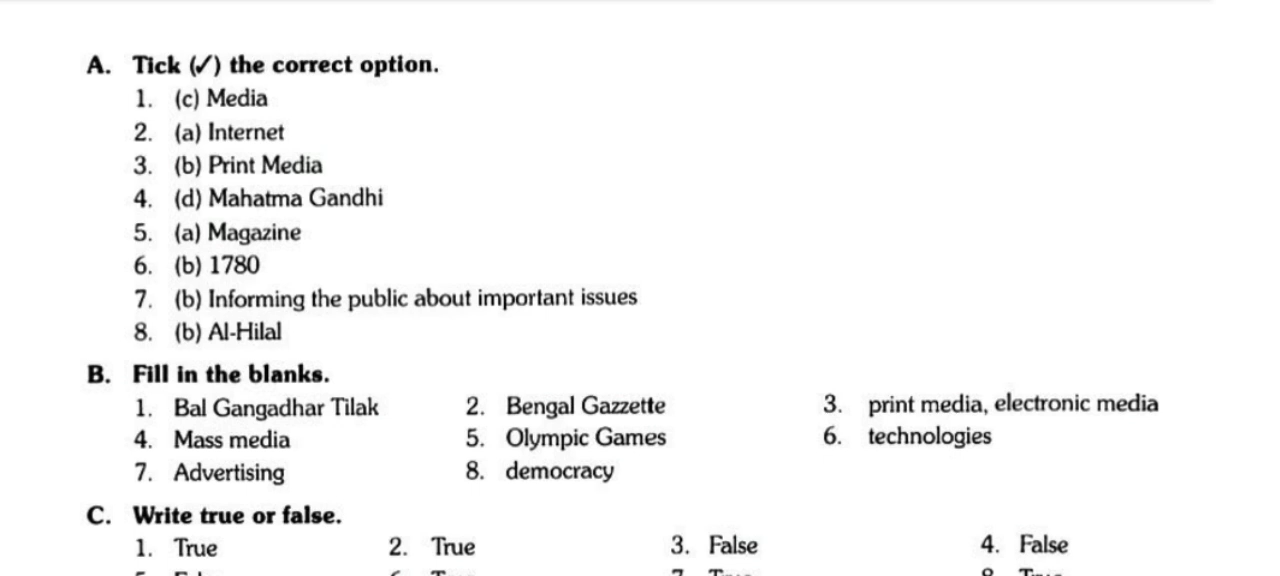 A. Tick (✓) the correct option.
1. (c) Media
2. (a) Internet
3. (b) Print Media
4. (d) Mahatma Gandhi
5. (a) Magazine
6. (b) 1780
7. (b) Informing the public about important issues
8. (b) Al-Hilal
B. Fill in the blanks.
1. Bal Gangadhar Tilak 2. Bengal Gazzette 3. print media, electronic media
4. Mass media 5. Olympic Games 6. technologies
7. Advertising 8. democracy
C. Write true or false.
1. True 2. True 3. False 4. False